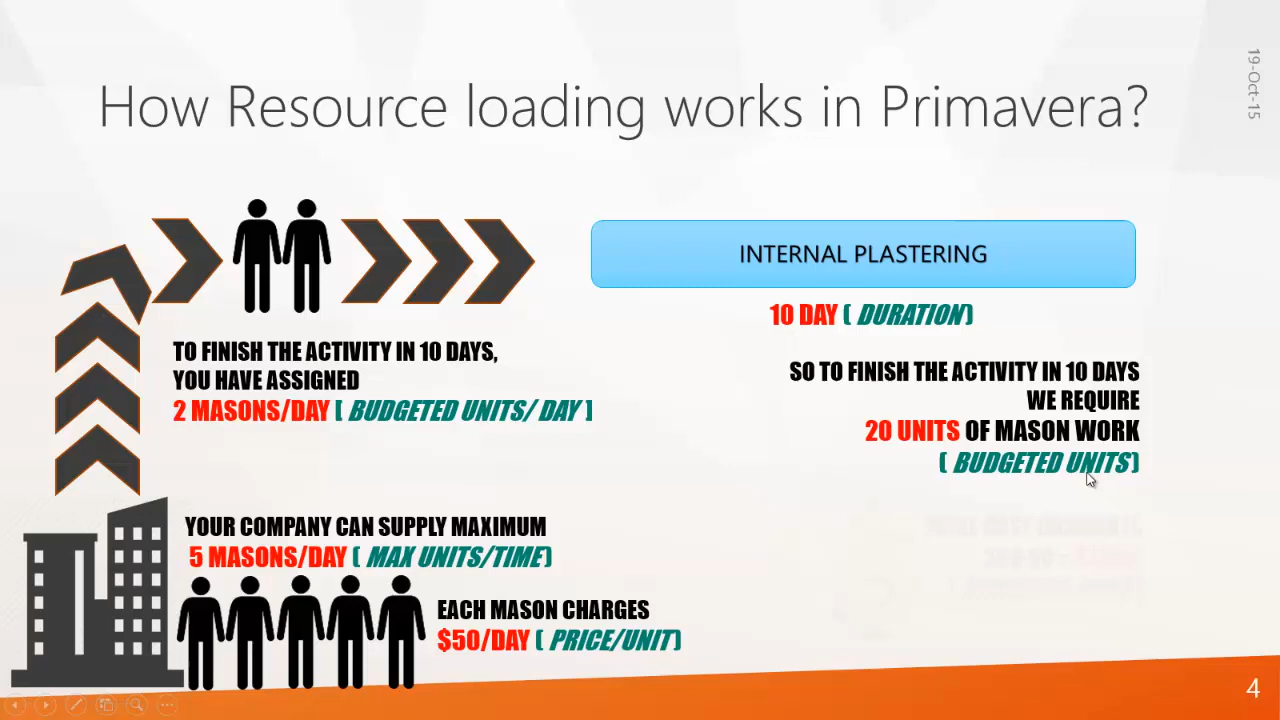 19-Oct-15
How Resource loading works in Primavera?
INTERNAL PLASTERING
10 DAY ( DURATION)
TO FINISH THE ACTIVITY IN 10 DAYS,
YOU HAVE ASSIGNED
2 MASONS/DAY [ BUDGETED UNITS/ DAY ]
SO TO FINISH THE ACTIVITY IN 10 DAYS
WE REQUIRE
20 UNITS OF MASON WORK
( BUDGETED UNITS)
YOUR COMPANY CAN SUPPLY MAXIMUM
5 MASONS/DAY ( MAX UNITS/TIME)
EACH MASON CHARGES
$50/DAY ( PRICE/UNIT)
4